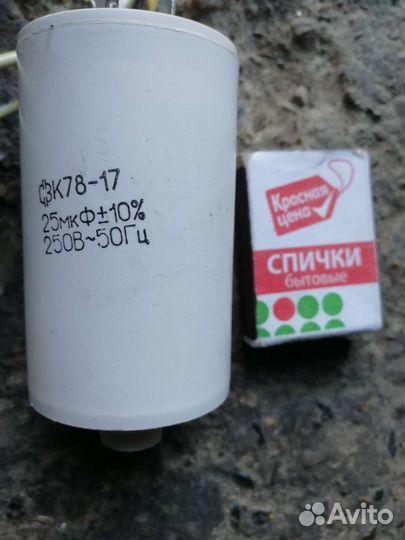 К78-17
25мкФ±10%
250В~50Гц
Красная
цена
СПИЧКИ
бытовые
Avito